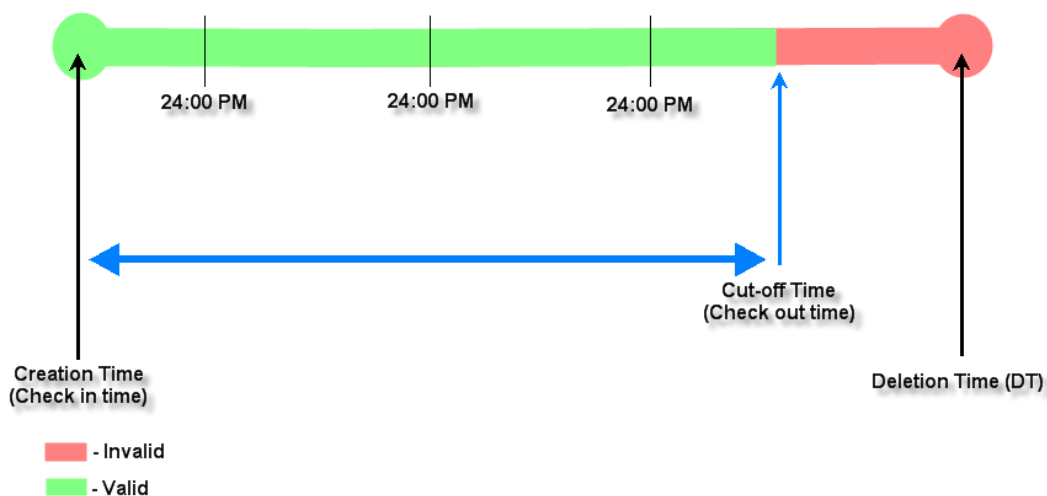 24:00 PM
24:00 PM
24:00 PM
Cut-off Time
(Check out time)
Creation Time
(Check in time)
Deletion Time (DT)
- Invalid
- Valid